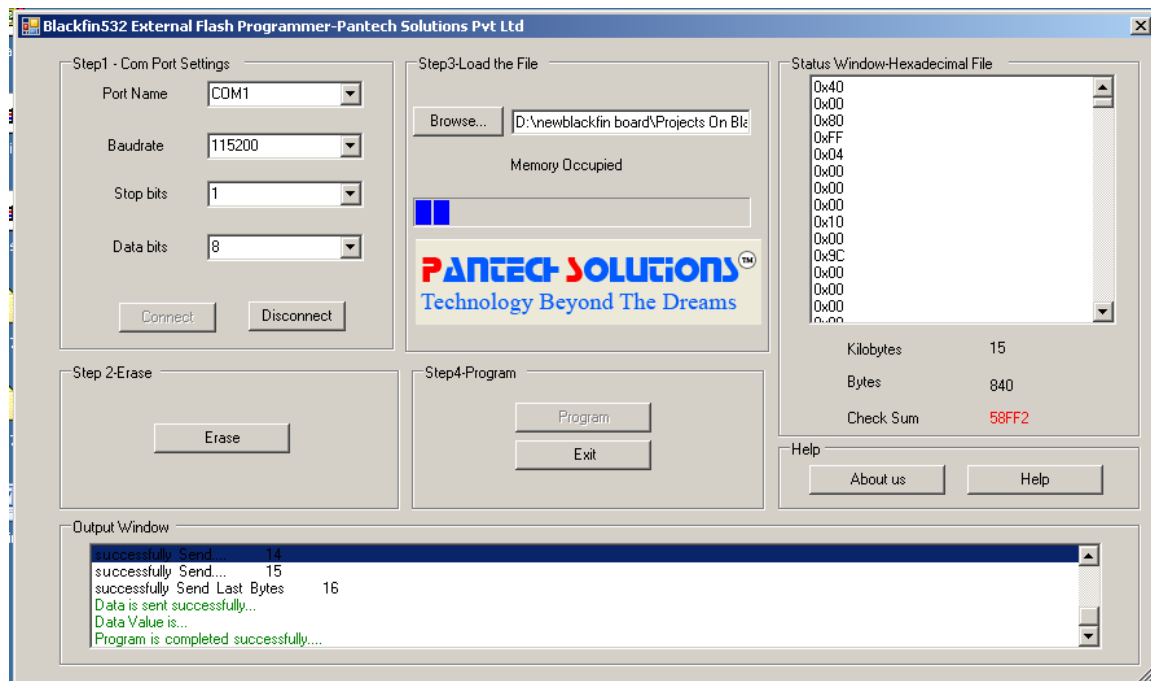 Blackfin532 External Flash Programmer-Pantech Solutions Pvt Ltd
Step1 - Com Port Settings
Port Name COM1
Baudrate 115200
Stop bits 1
Data bits 8
Connect Disconnect
Step3-Load the File
Browse... D:\newblackfin board\Projects On Bla
Memory Occupied
PANTECH SOLUTIONS TM
Technology Beyond The Dreams
Status Window-Hexadecimal File
0x40
0x00
0x80
0xFF
0x04
0x00
0x00
0x00
0x10
0x00
0x9C
0x00
0x00
0x00
Kilobytes 15
Bytes 840
Check Sum 58FF2
Step 2-Erase
Erase
Step4-Program
Program
Exit
Help
About us Help
Output Window
successfully Send.... 14
successfully Send.... 15
successfully Send Last Bytes 16
Data is sent successfully...
Data Value is...
Program is completed successfully....